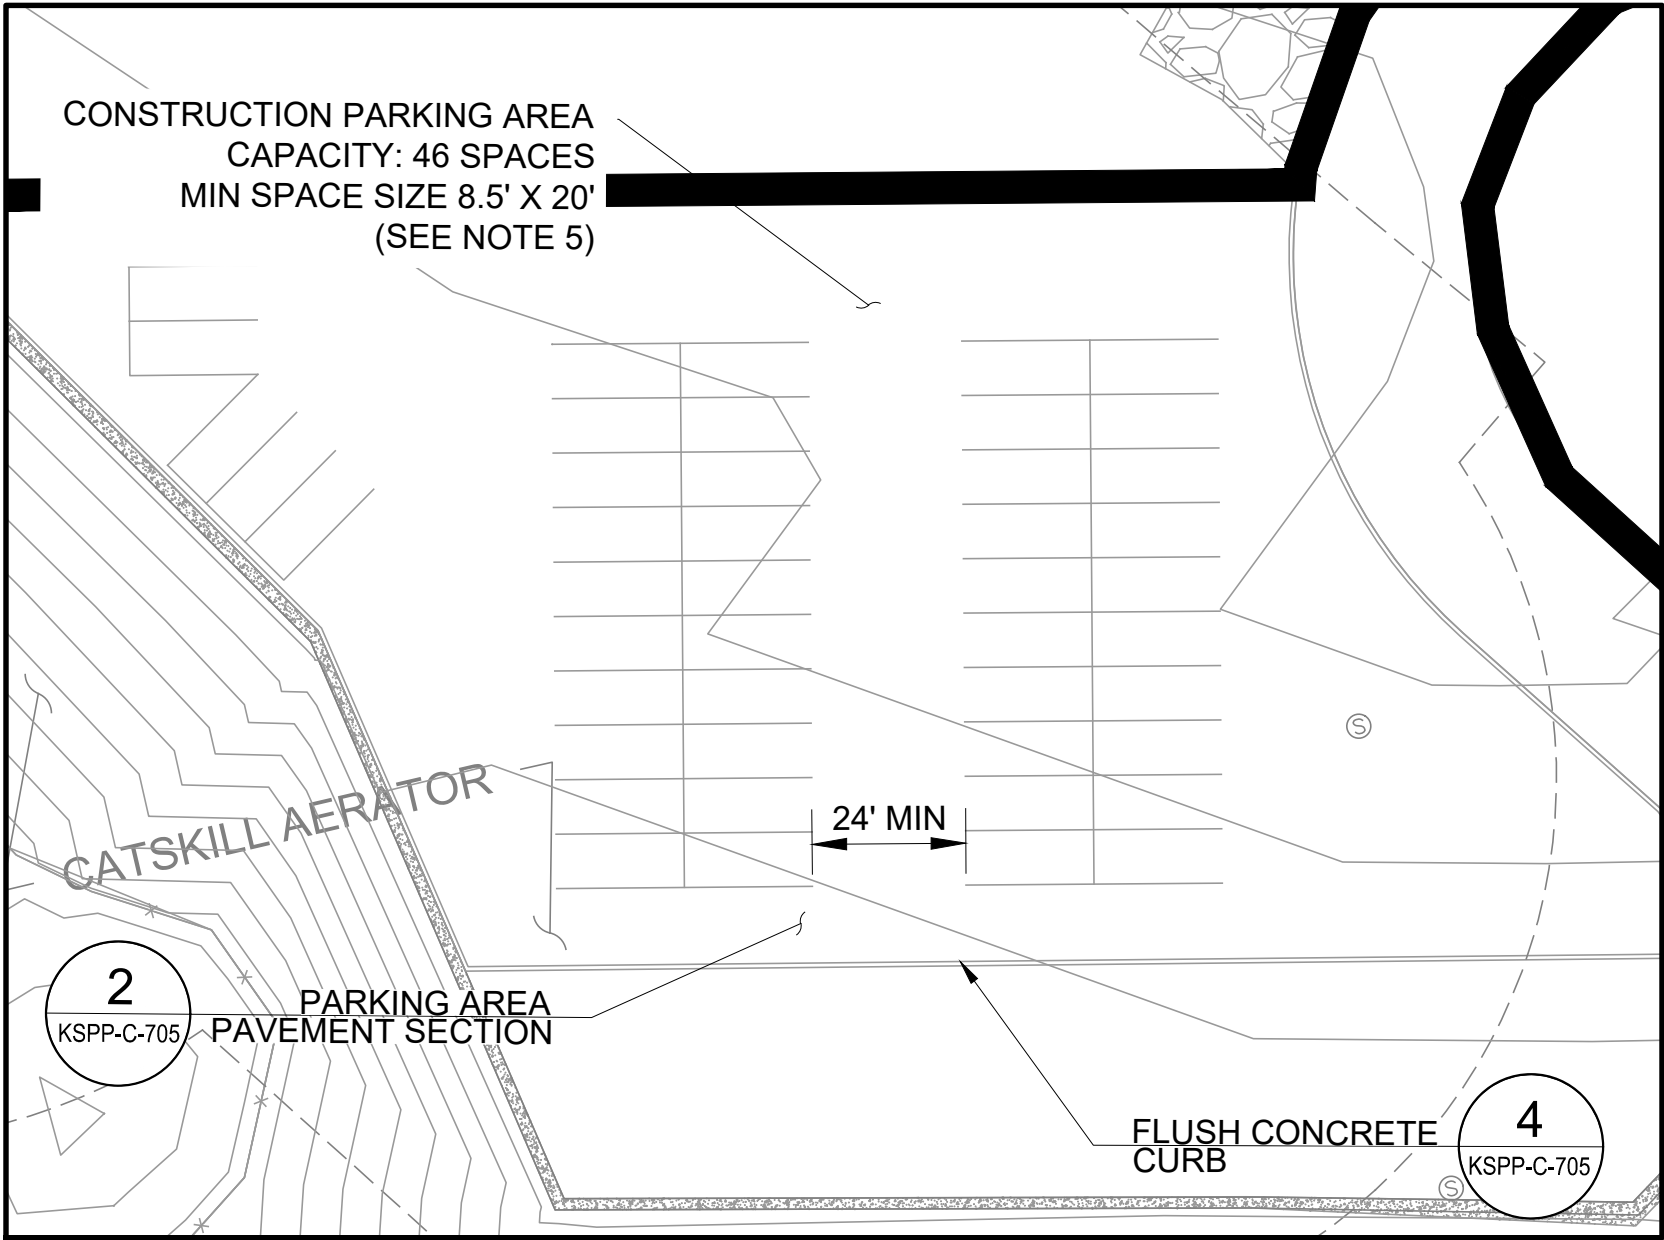 CONSTRUCTION PARKING AREA
CAPACITY: 46 SPACES
MIN SPACE SIZE 8.5' X 20'
(SEE NOTE 5)
S
CATSKILL AERATOR
24' MIN
2
KSPP-C-705
PARKING AREA
PAVEMENT SECTION
FLUSH CONCRETE
CURB
4
KSPP-C-705
S